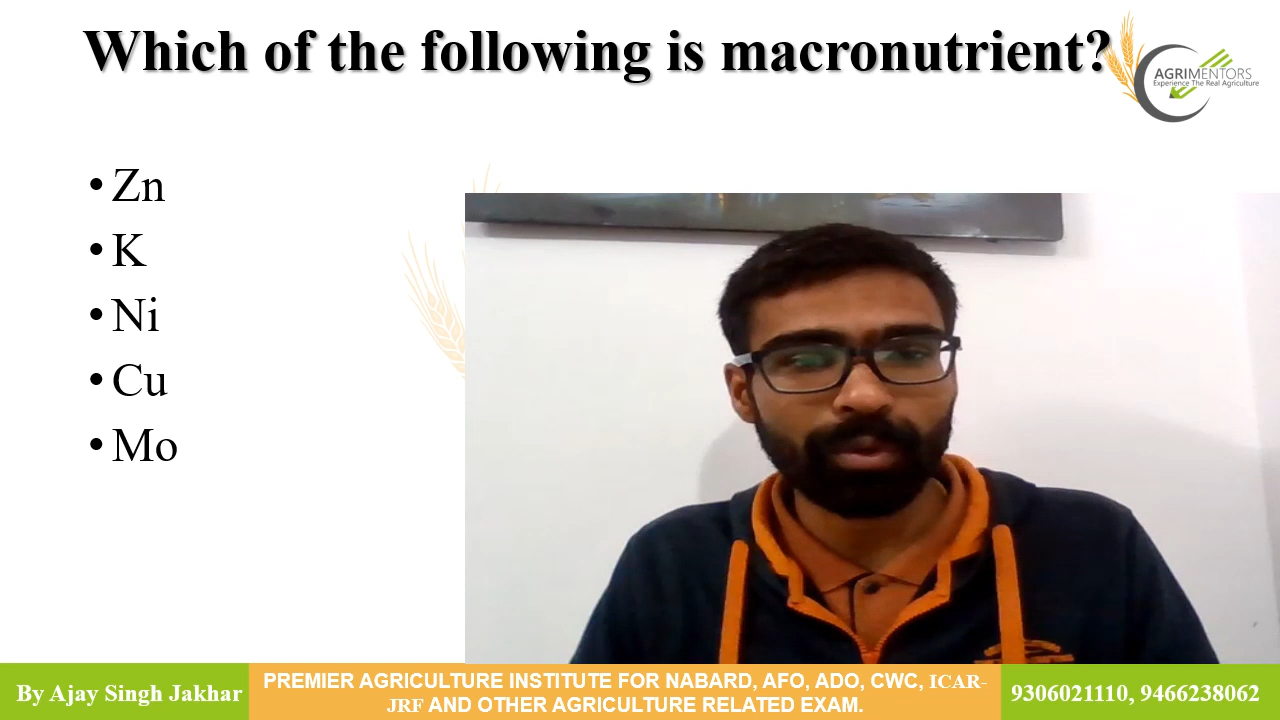 Which of the following is macronutrient?
AGRIMENTORS
Experience The Real Agriculture
• Zn
• K
• Ni
• Cu
• Mo
By Ajay Singh Jakhar
PREMIER AGRICULTURE INSTITUTE FOR NABARD, AFO, ADO, CWC, ICAR-
JRF AND OTHER AGRICULTURE RELATED EXAM.
9306021110, 9466238062